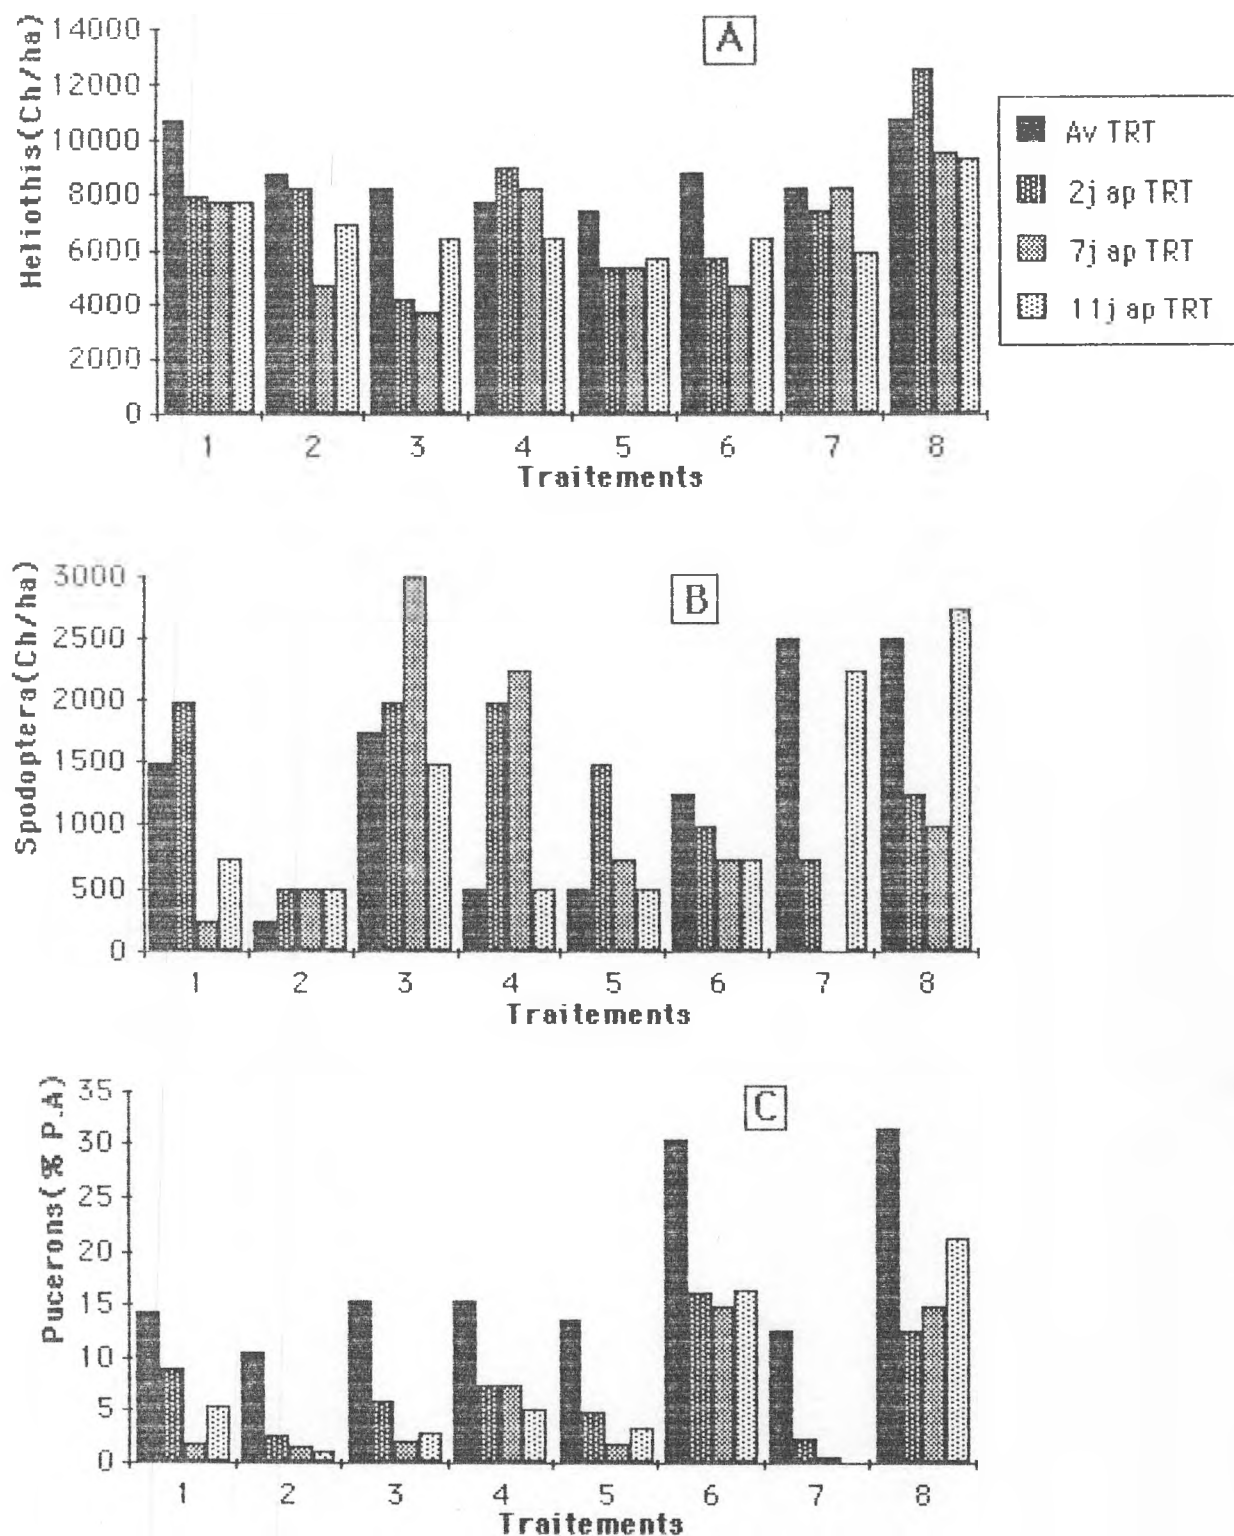 A
Heliothis(Ch/ha)
14000
12000
10000
8000
6000
4000
2000
0
1 2 3 4 5 6 7 8
Traitements
Av TRT
2j ap TRT
7j ap TRT
11j ap TRT
B
Spodoptera(Ch/ha)
3000
2500
2000
1500
1000
500
0
1 2 3 4 5 6 7 8
Traitements
C
Pucerons(% P.A)
35
30
25
20
15
10
5
0
1 2 3 4 5 6 7 8
Traitements